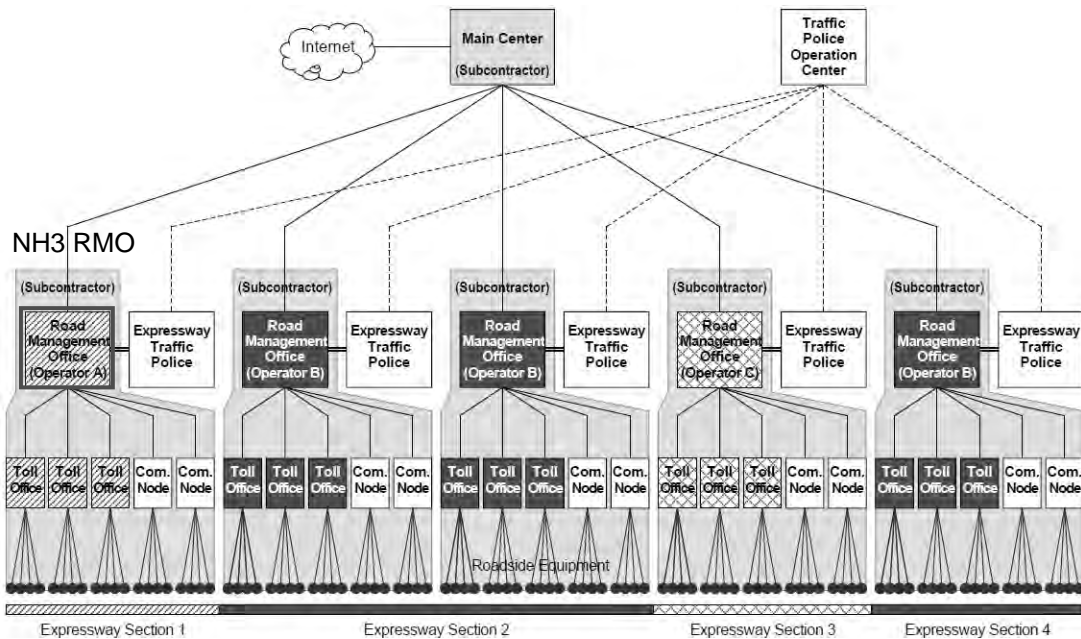 Internet
Main Center
(Subcontractor)
Traffic
Police
Operation
Center
NH3 RMO
(Subcontractor)
Road
Management
Office
(Operator A)
Expressway
Traffic
Police
(Subcontractor)
Road
Management
Office
(Operator B)
Expressway
Traffic
Police
(Subcontractor)
Road
Management
Office
(Operator B)
Expressway
Traffic
Police
(Subcontractor)
Road
Management
Office
(Operator C)
Expressway
Traffic
Police
(Subcontractor)
Road
Management
Office
(Operator B)
Expressway
Traffic
Police
Toll
Office
Toll
Office
Toll
Office
Com.
Node
Com.
Node
Toll
Office
Toll
Office
Toll
Office
Com.
Node
Com.
Node
Toll
Office
Toll
Office
Toll
Office
Com.
Node
Com.
Node
Toll
Office
Toll
Office
Toll
Office
Com.
Node
Com.
Node
Toll
Office
Toll
Office
Toll
Office
Com.
Node
Com.
Node
Roadside Equipment
Expressway Section 1
Expressway Section 2
Expressway Section 3
Expressway Section 4